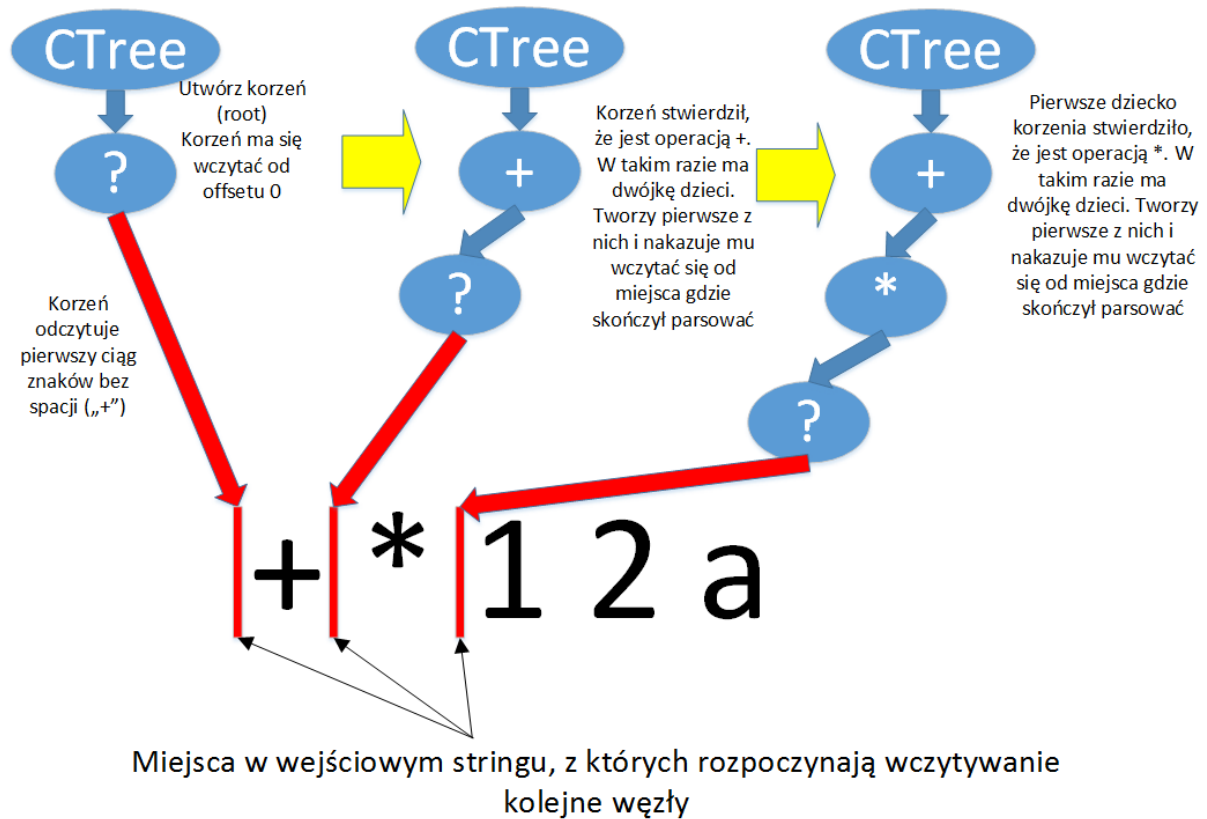 CTree
?
Utwórz korzeń
(root)
Korzeń ma się
wczytać od
offsetu 0
Korzeń
odczytuje
pierwszy ciąg
znaków bez
spacji („+”)
CTree
+
?
Korzeń stwierdził,
że jest operacją +.
W takim razie ma
dwójkę dzieci.
Tworzy pierwsze z
nich i nakazuje mu
wczytać się od
miejsca gdzie
skończył parsować
CTree
+
*
?
Pierwsze dziecko
korzenia stwierdziło,
że jest operacją *. W
takim razie ma
dwójkę dzieci. Tworzy
pierwsze z nich i
nakazuje mu wczytać
się od miejsca gdzie
skończył parsować
+ * 1 2 a
Miejsca w wejściowym stringu, z których rozpoczynają wczytywanie
kolejne węzły